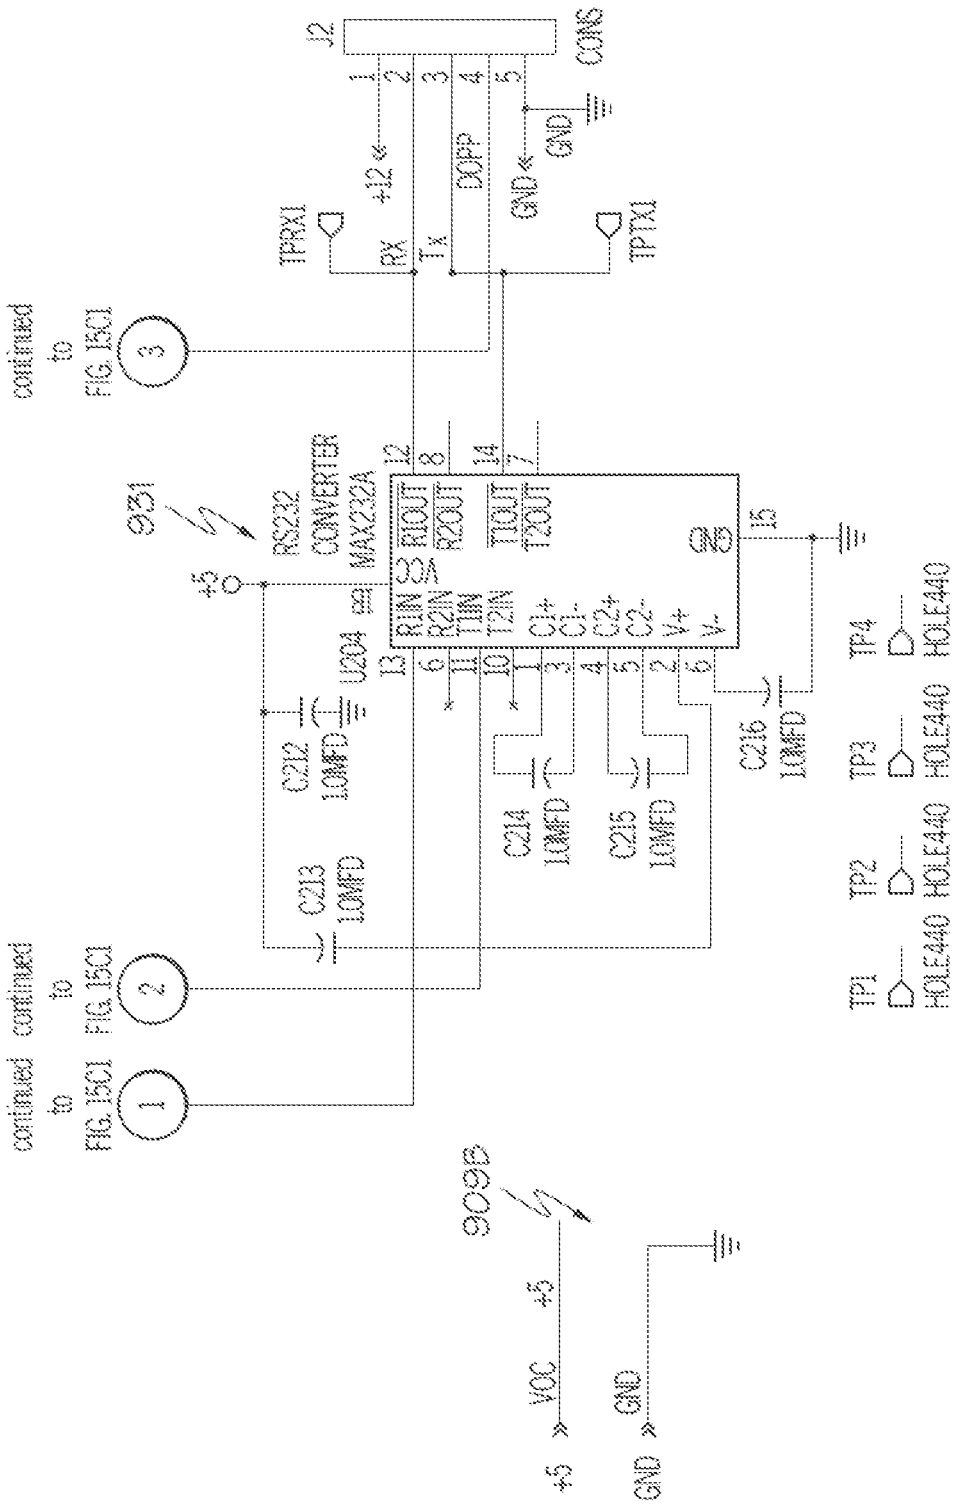 continued
to
FIG. 15C1
1
continued
to
FIG. 15C1
2
continued
to
FIG. 15C1
3
909B
+5
VOC
+5
GND
GND
931
RS232
CONVERTER
MAX232A
+5
U204
C213
1.0MFD
C212
1.0MFD
C214
1.0MFD
C215
1.0MFD
C216
1.0MFD
13
R1IN
6
R2IN
11
T1IN
10
T2IN
1
C1+
3
C1-
4
C2+
5
C2-
2
V+
6
V-
VCC
GND
15
R1OUT
12
R2OUT
8
T1OUT
14
T2OUT
7
TPRX1
RX
Tx
TPTX1
+12
DOPP
GND
GND
J2
1
2
3
4
5
CON5
TP1
HOLE440
TP2
HOLE440
TP3
HOLE440
TP4
HOLE440